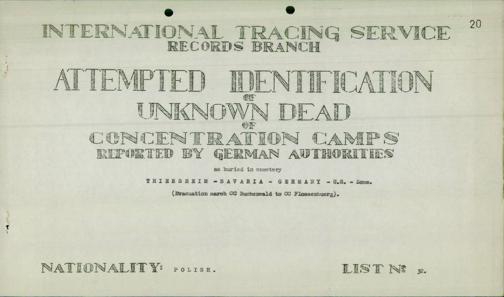 20
INTERNATIONAL TRACING SERVICE
RECORDS BRANCH
ATTEMPTED IDENTIFICATION
OF
UNKNOWN DEAD
OF
CONCENTRATION CAMPS
REPORTED BY GERMAN AUTHORITIES
as buried in cemetery
THIERSHEIM - BAVARIA - GERMANY - U.S. - Zone.
(Evacuation march CC Buchenwald to CC Flossenbuerg).
NATIONALITY: POLISH. LIST Nº